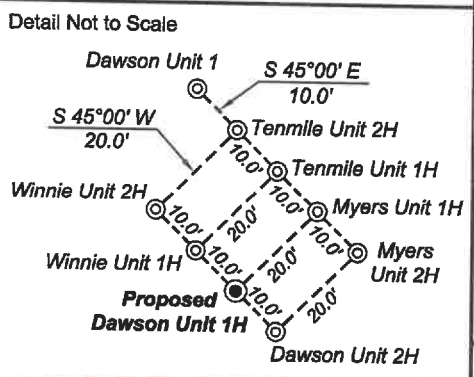 Detail Not to Scale
Dawson Unit 1
S 45°00' E
10.0'
S 45°00' W
20.0'
Tenmile Unit 2H
10.0'
Tenmile Unit 1H
10.0'
Winnie Unit 2H
Myers Unit 1H
10.0'
20.0'
10.0'
Winnie Unit 1H
10.0'
20.0'
Myers
Unit 2H
Proposed
Dawson Unit 1H
10.0'
20.0'
Dawson Unit 2H